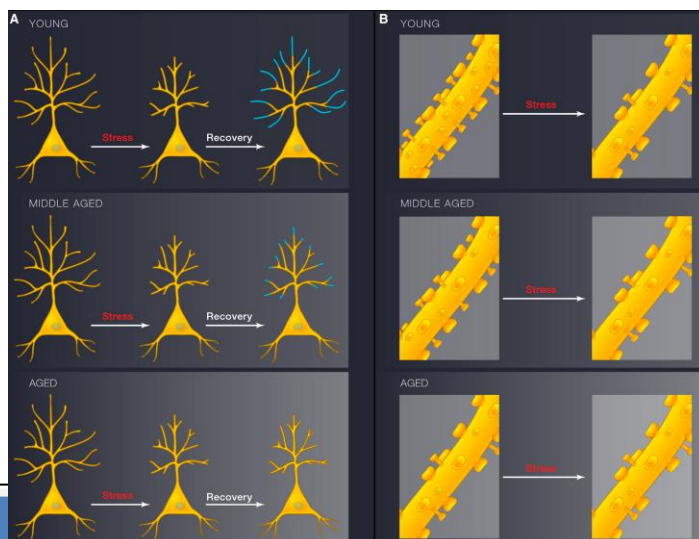 A
YOUNG
Stress
Recovery
MIDDLE AGED
Stress
Recovery
AGED
Stress
Recovery
B
YOUNG
Stress
MIDDLE AGED
Stress
AGED
Stress